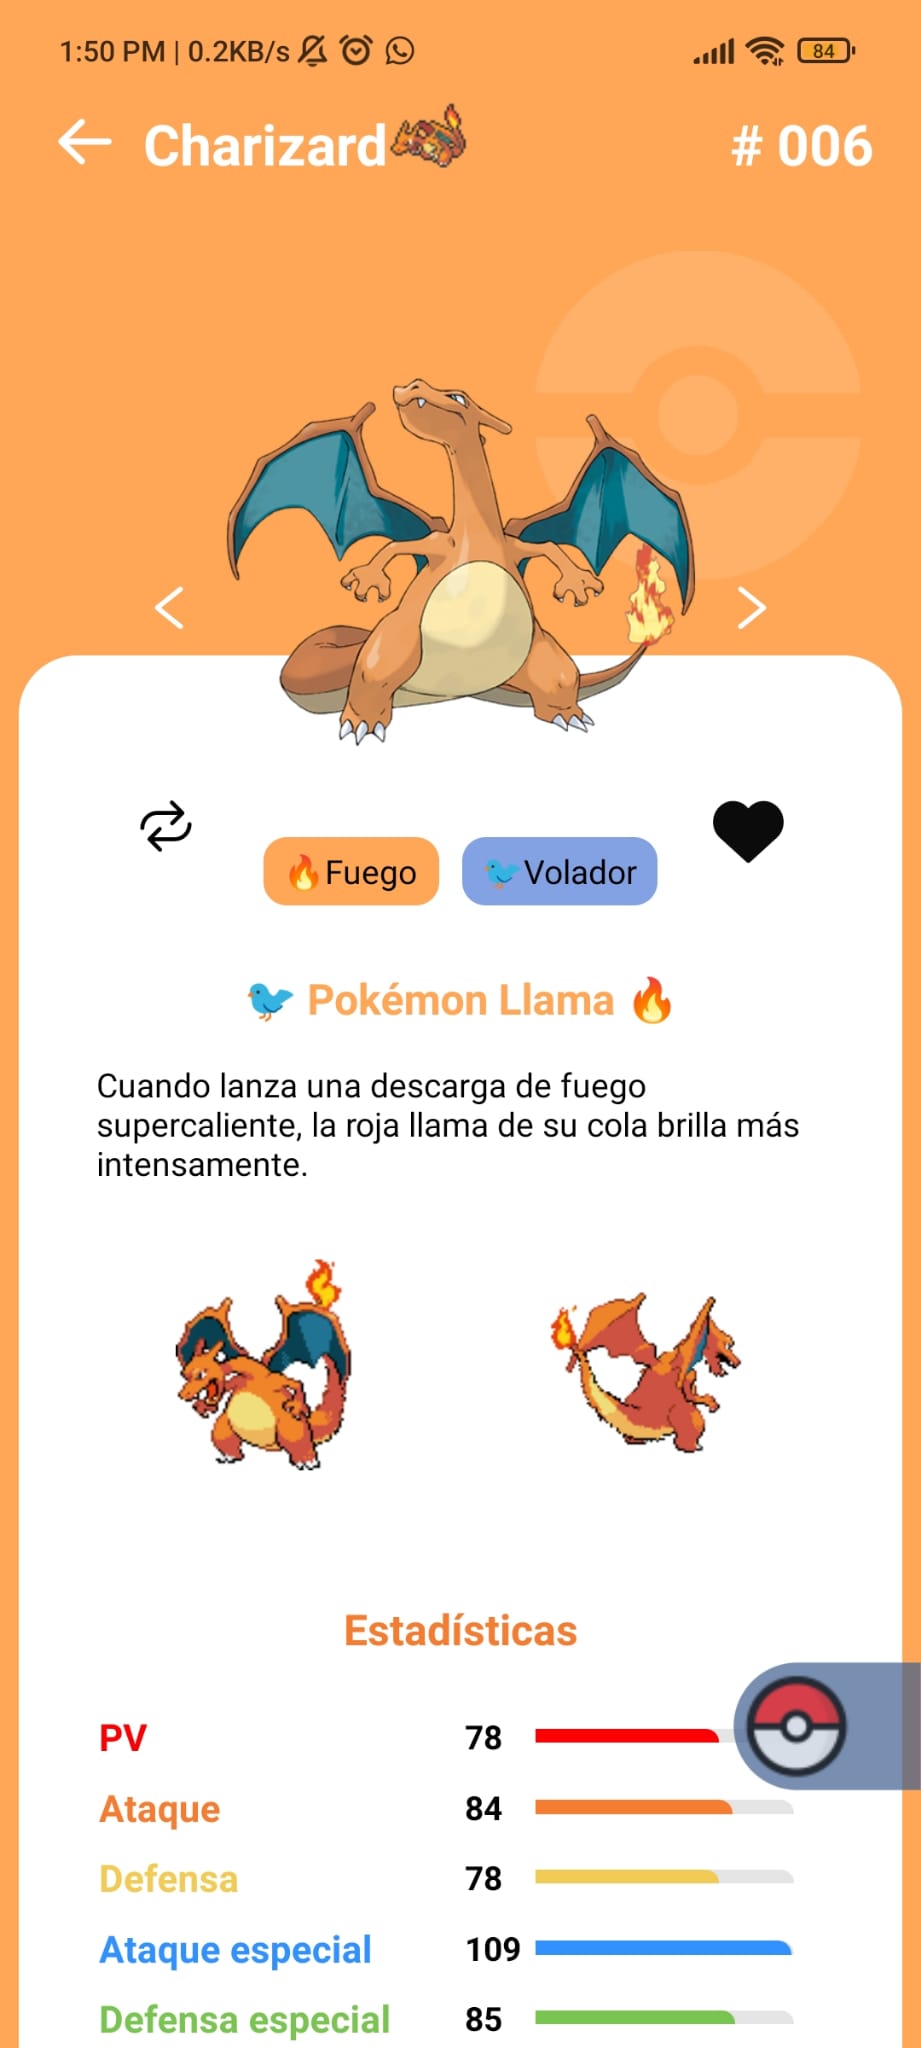 1:50 PM | 0.2KB/s 84
Charizard # 006
Fuego Volador
Pokémon Llama
Cuando lanza una descarga de fuego
supercaliente, la roja llama de su cola brilla más
intensamente.
Estadísticas
PV 78
Ataque 84
Defensa 78
Ataque especial 109
Defensa especial 85